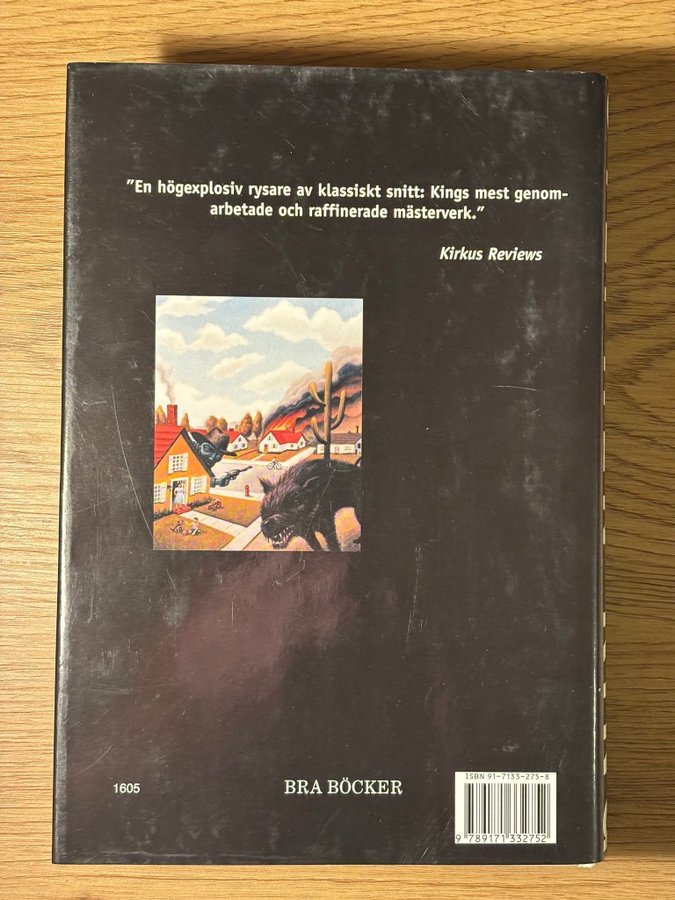 ”En högexplosiv rysare av klassiskt snitt: Kings mest genom-
arbetade och raffinerade mästerverk.”
Kirkus Reviews
1605
BRA BÖCKER
ISBN 91-7133-275-8
9 789171 332752